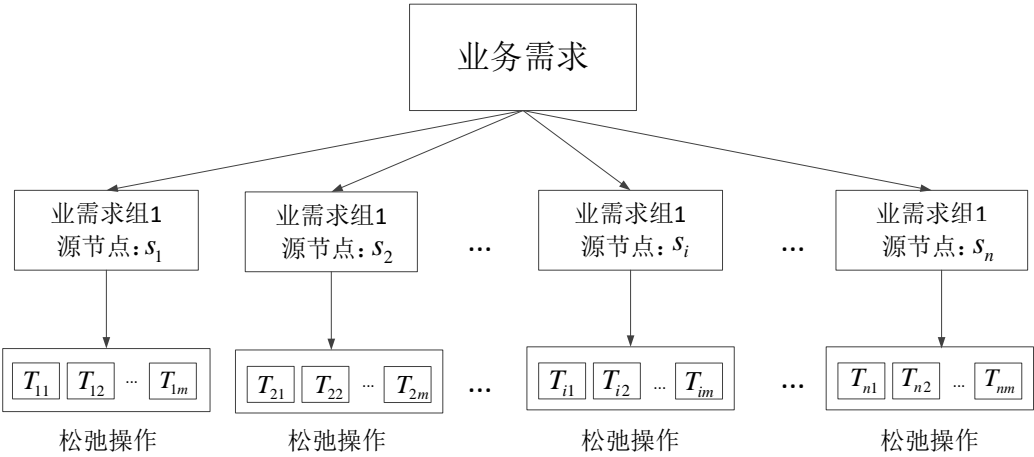 业务需求
业需求组1
源节点: s1
业需求组1
源节点: s2
...
业需求组1
源节点: si
...
业需求组1
源节点: sn
T11 T12 ... T1m
T21 T22 ... T2m
...
Ti1 Ti2 ... Tim
...
Tn1 Tn2 ... Tnm
松弛操作
松弛操作
松弛操作
松弛操作